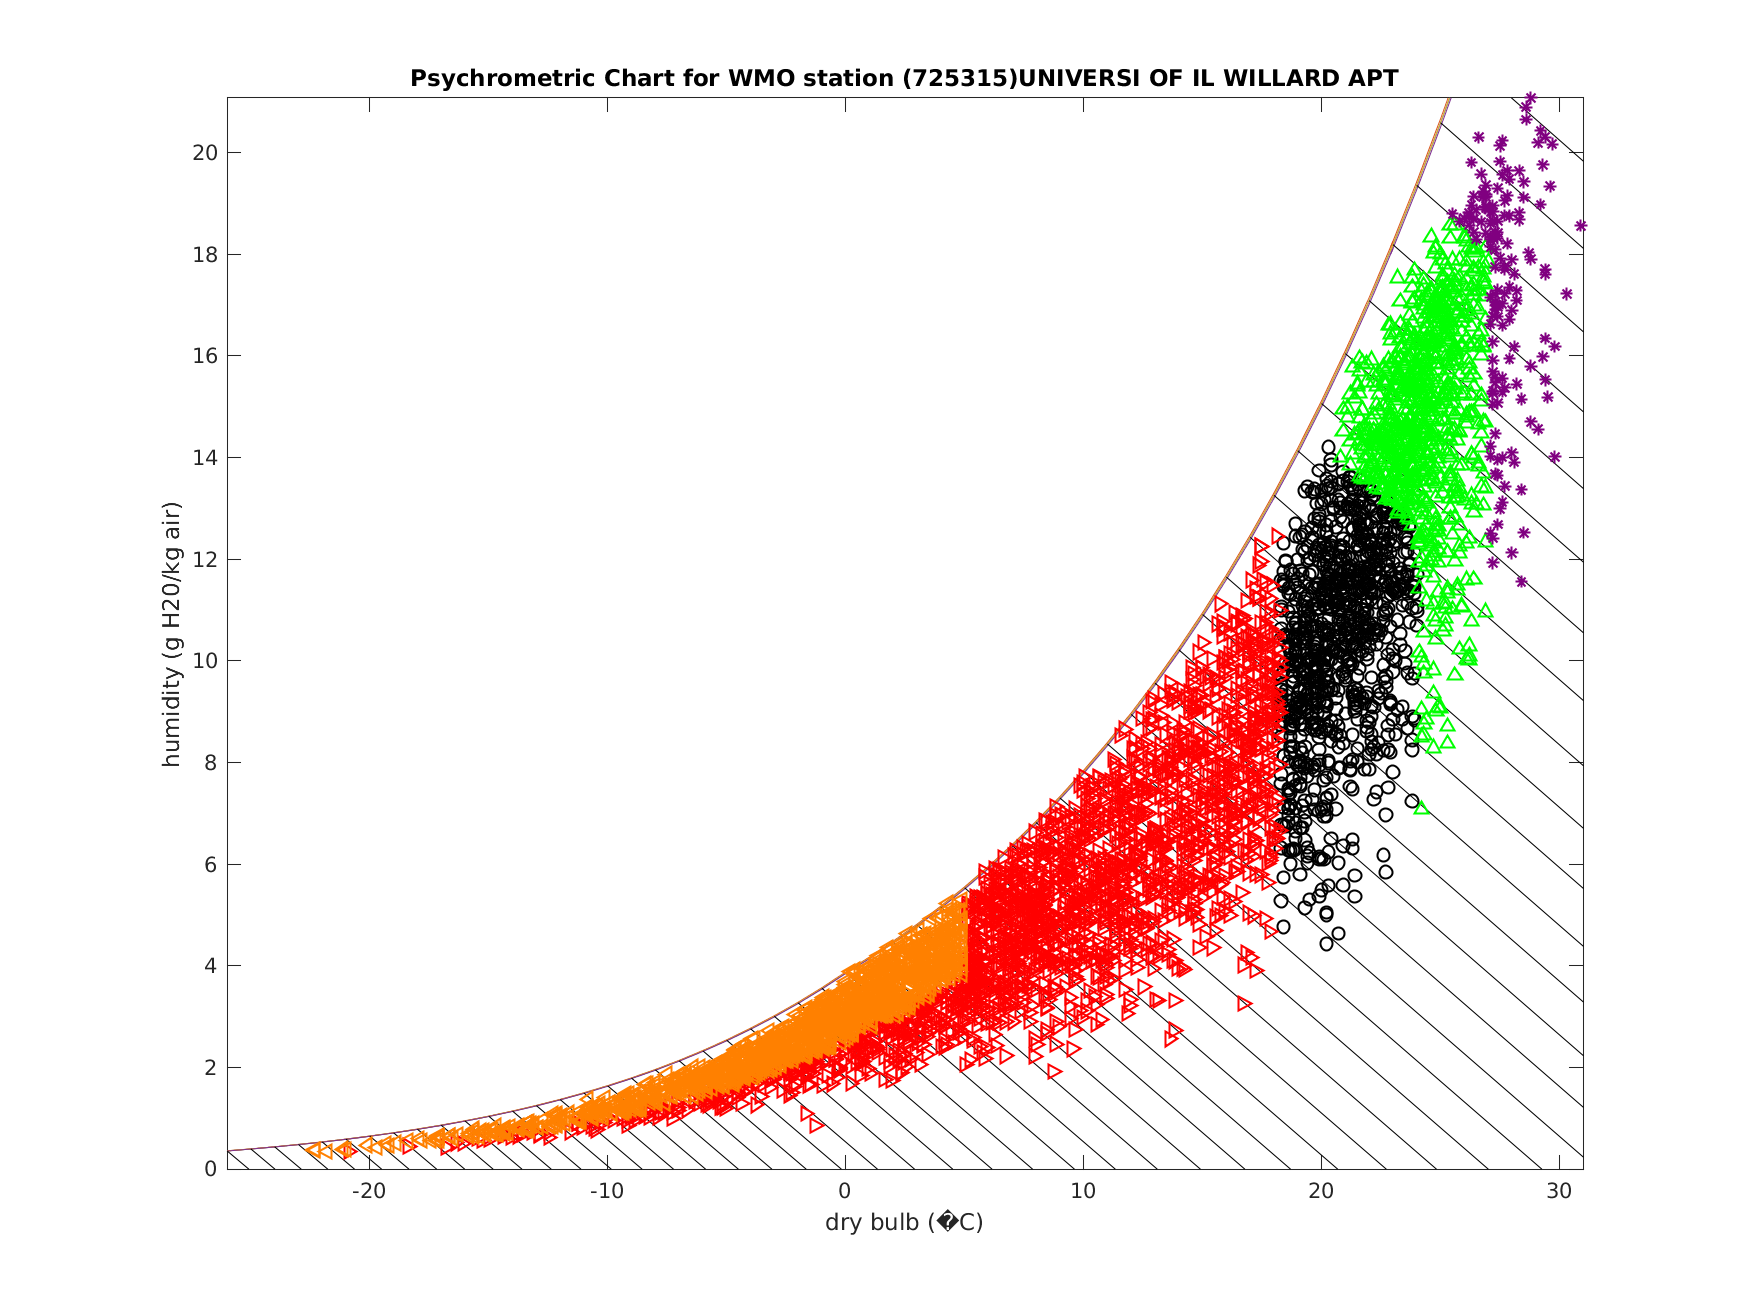 Psychrometric Chart for WMO station (725315)UNIVERSI OF IL WILLARD APT
20
18
16
14
12
10
8
6
4
2
0
humidity (g H20/kg air)
-20 -10 0 10 20 30
dry bulb (�C)